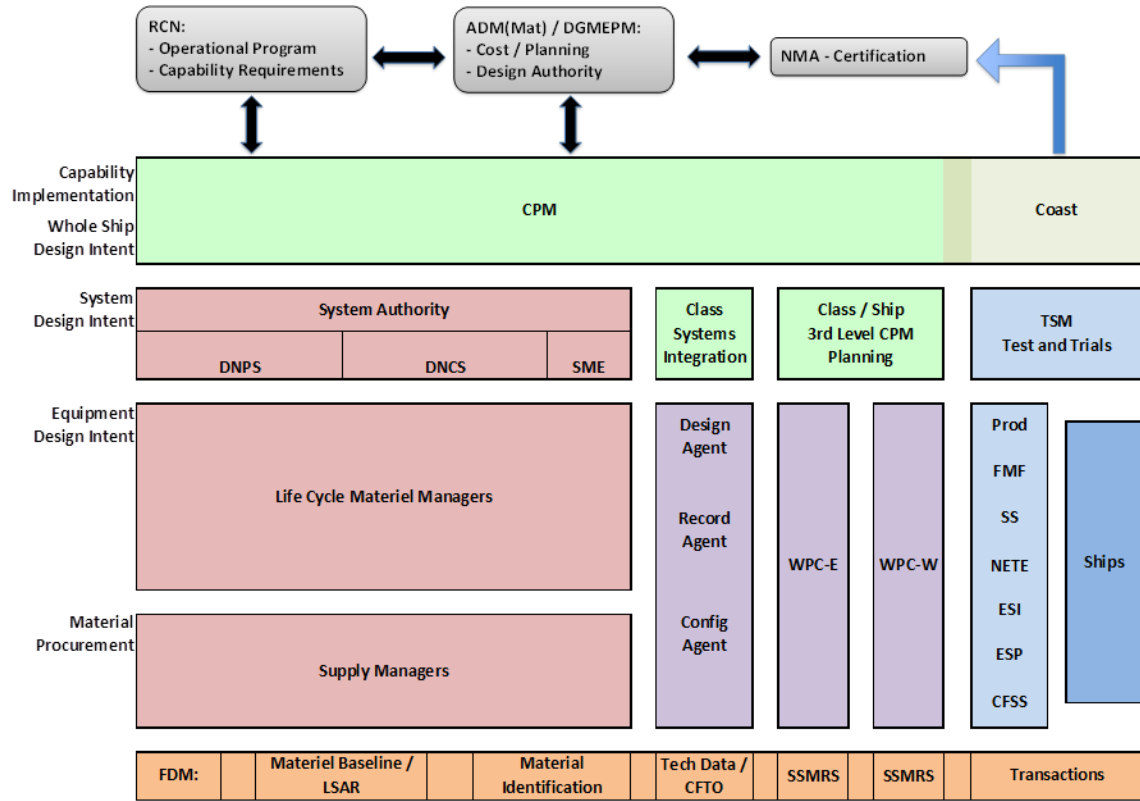 RCN:
- Operational Program
- Capability Requirements
ADM(Mat) / DGMEPM:
- Cost / Planning
- Design Authority
NMA - Certification
Capability
Implementation
Whole Ship
Design Intent
CPM
Coast
System
Design Intent
System Authority
DNPS
DNCS
SME
Class
Systems
Integration
Class / Ship
3rd Level CPM
Planning
TSM
Test and Trials
Equipment
Design Intent
Life Cycle Materiel Managers
Design
Agent
Record
Agent
Config
Agent
WPC-E
WPC-W
Prod
FMF
SS
NETE
ESI
ESP
CFSS
Ships
Material
Procurement
Supply Managers
FDM:
Materiel Baseline /
LSAR
Material
Identification
Tech Data /
CFTO
SSMRS
SSMRS
Transactions